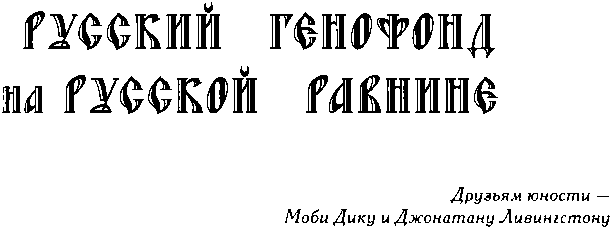 РУССКИЙ ГЕНОФОНД
НА РУССКОЙ РАВНИНЕ
Друзьям юности —
Моби Дику и Джонатану Ливингстону